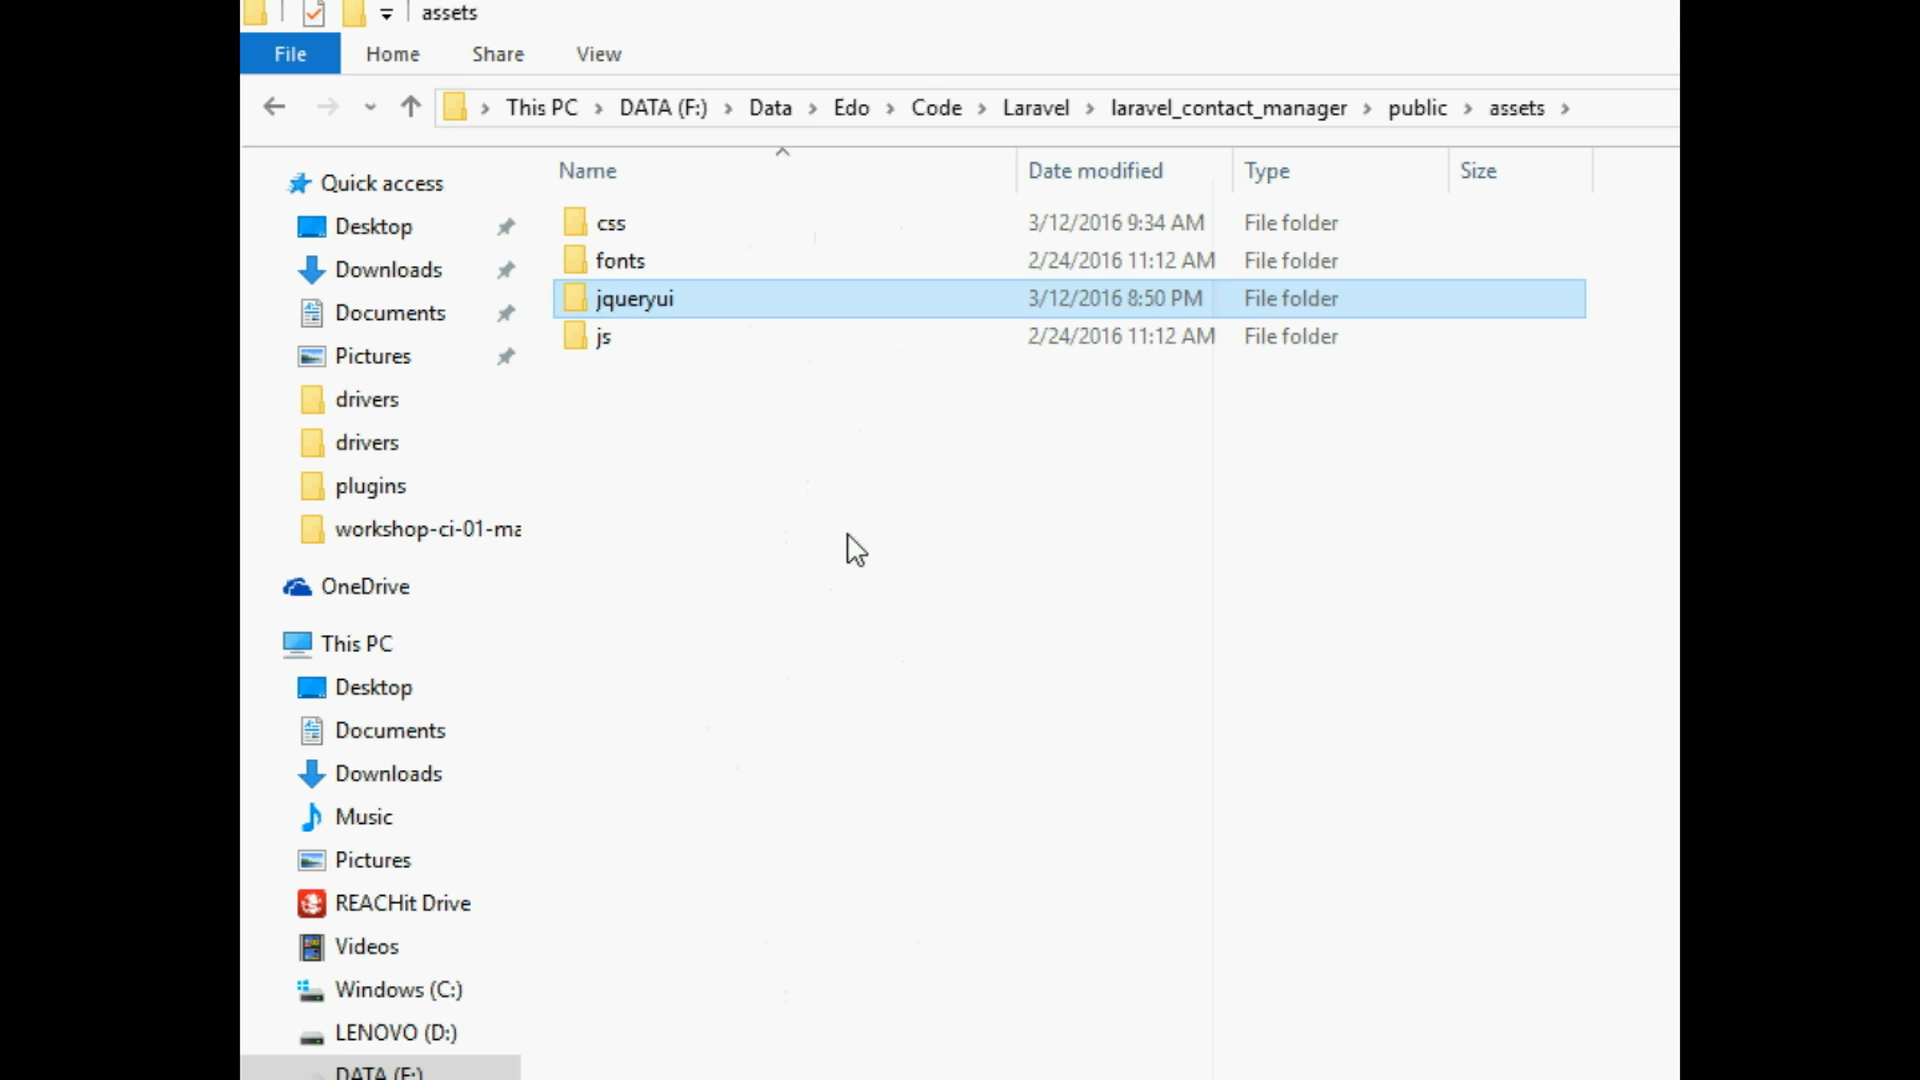 assets
File Home Share View
This PC DATA (F:) Data Edo Code Laravel laravel_contact_manager public assets
Name Date modified Type Size
css 3/12/2016 9:34 AM File folder
fonts 2/24/2016 11:12 AM File folder
jqueryui 3/12/2016 8:50 PM File folder
js 2/24/2016 11:12 AM File folder
Quick access
Desktop
Downloads
Documents
Pictures
drivers
drivers
plugins
workshop-ci-01-ma
OneDrive
This PC
Desktop
Documents
Downloads
Music
Pictures
REACHit Drive
Videos
Windows (C:)
LENOVO (D:)
DATA (F:)